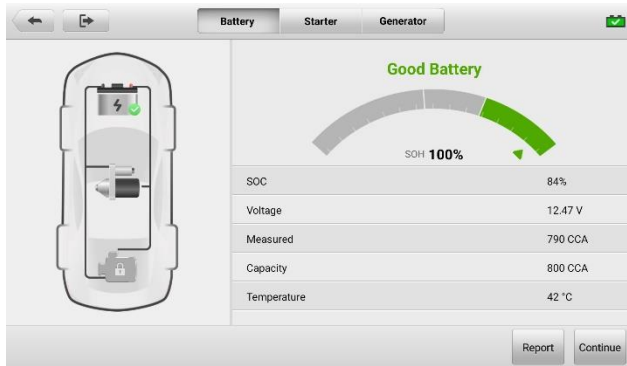 Battery Starter Generator
Good Battery
SOH 100%
SOC 84%
Voltage 12.47 V
Measured 790 CCA
Capacity 800 CCA
Temperature 42 °C
Report Continue